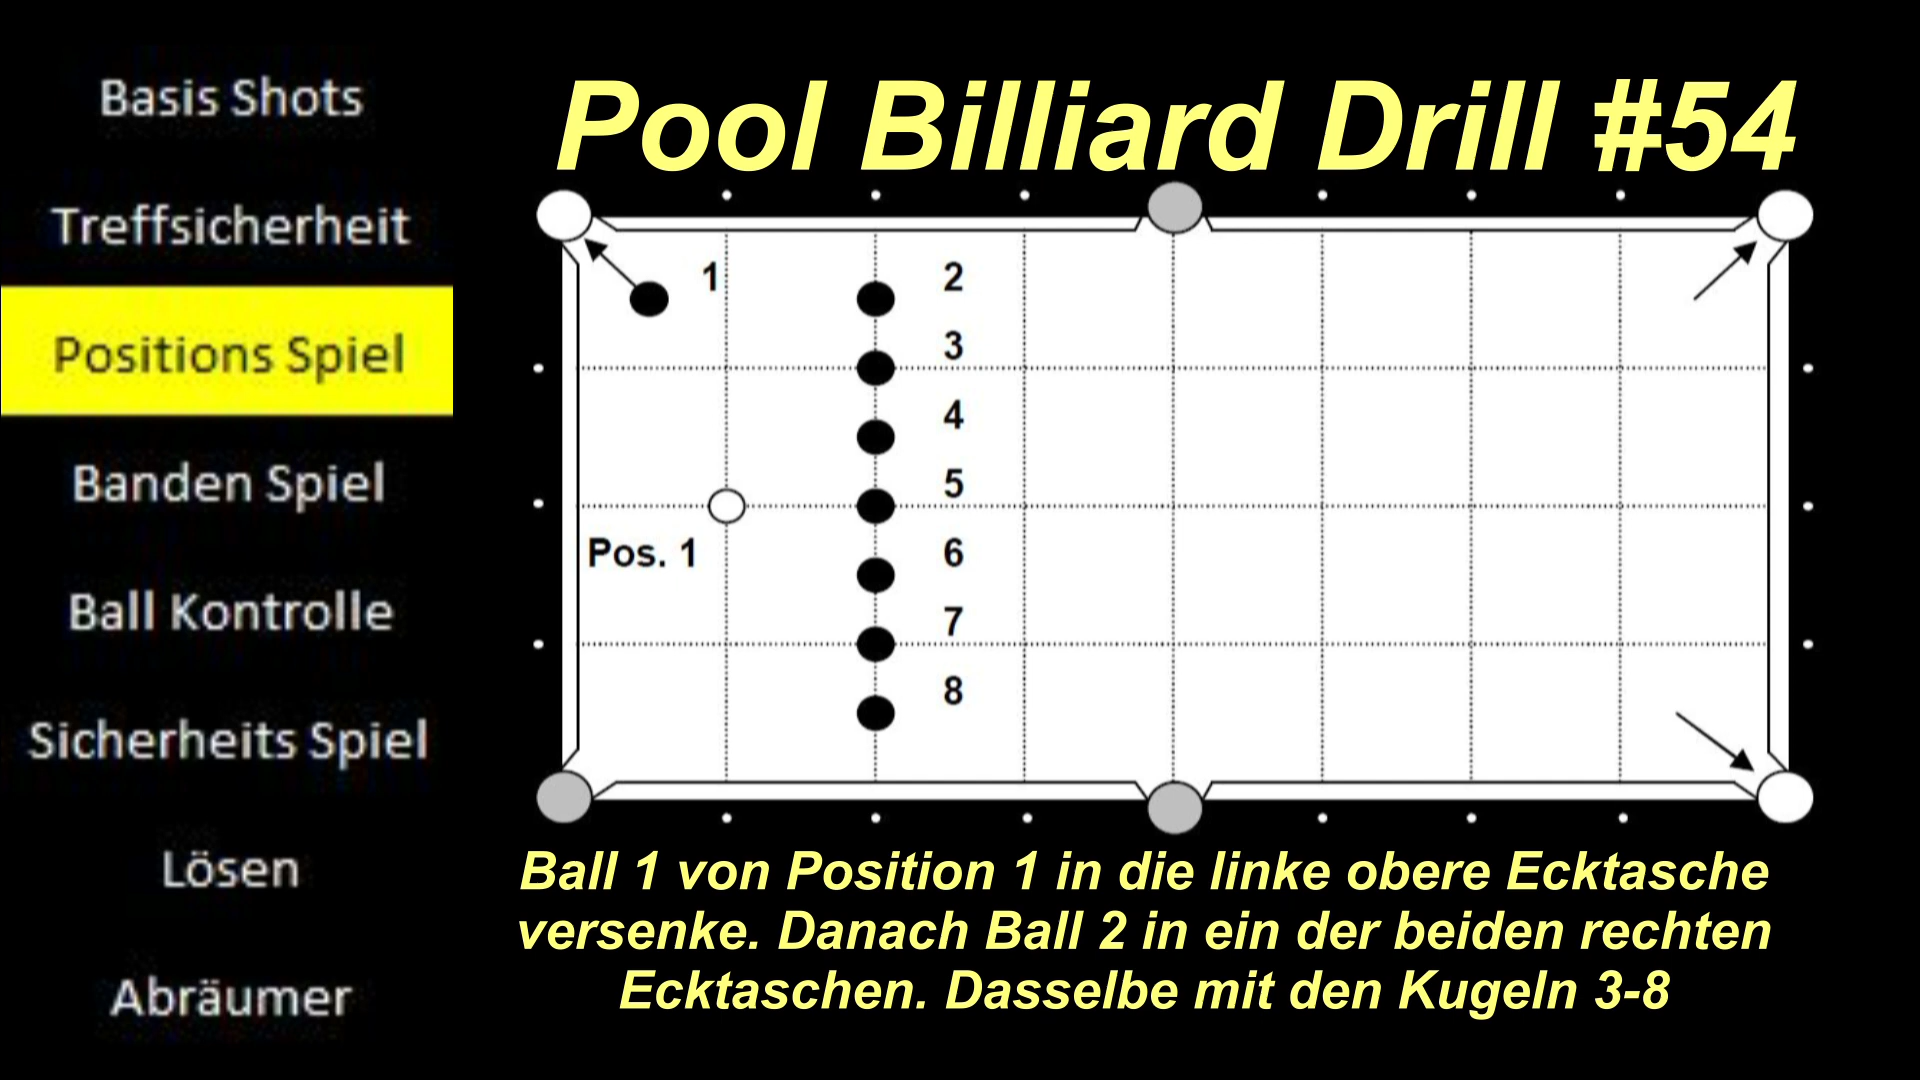 Basis Shots
Treffsicherheit
Positions Spiel
Banden Spiel
Ball Kontrolle
Sicherheits Spiel
Lösen
Abräumer
Pool Billiard Drill #54
1
2
3
4
5
Pos. 1
6
7
8
Ball 1 von Position 1 in die linke obere Ecktasche
versenke. Danach Ball 2 in ein der beiden rechten
Ecktaschen. Dasselbe mit den Kugeln 3-8